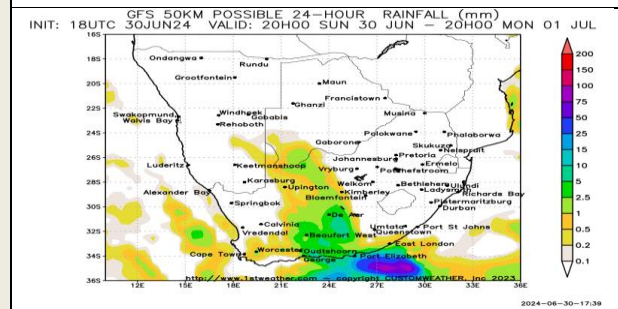 GFS 50KM POSSIBLE 24-HOUR RAINFALL (mm)
INIT: 18UTC 30JUN24 VALID: 20H00 SUN 30 JUN - 20H00 MON 01 JUL
16S
Ondangwa
Rundu
18S
Grootfontein
Maun
20S
Francistown
Ghanzi
22S
Swakopmund
Windhoek
Gobabis
Musina
Walvis Bay
Rehoboth
24S
Polokwane
Phalaborwa
Gaborone
Skukuza
26S
Pretoria
Nelspruit
Johannesburg
Luderitz
Keetmanshoop
Vryburg
Ermelo
Potchefstroom
28S
Karasburg
Upington
Welkom
Bethlehem
Ulundi
Alexander Bay
Kimberley
Ladysmith
Richards Bay
Bloemfontein
30S
Springbok
Pietermaritzburg
De Aar
Durban
32S
Calvinia
Umtata
Port St Johns
Vredendal
Beaufort West
Queenstown
East London
34S
Cape Town
Worcester
Oudtshoorn
Port Elizabeth
George
36S
http://www.1stweather.com - copyright CUSTOMWEATHER, Inc 2023
12E 15E 18E 21E 24E 27E 30E 33E 36E
200
150
100
75
50
25
15
10
5
2.5
1
0.5
0.2
0.1
2024-06-30-17:39